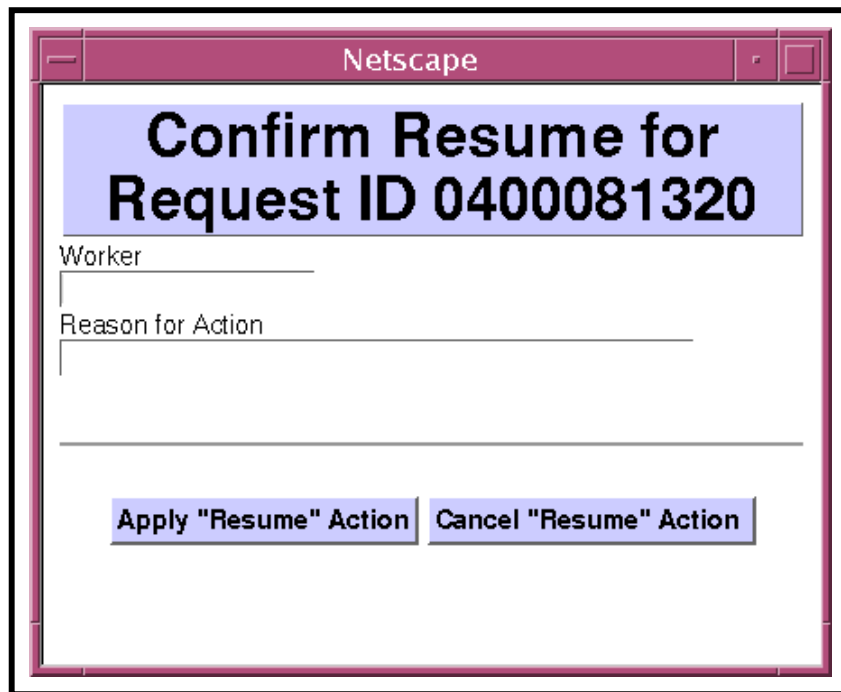 Netscape
Confirm Resume for
Request ID 0400081320
Worker
Reason for Action
Apply "Resume" Action Cancel "Resume" Action